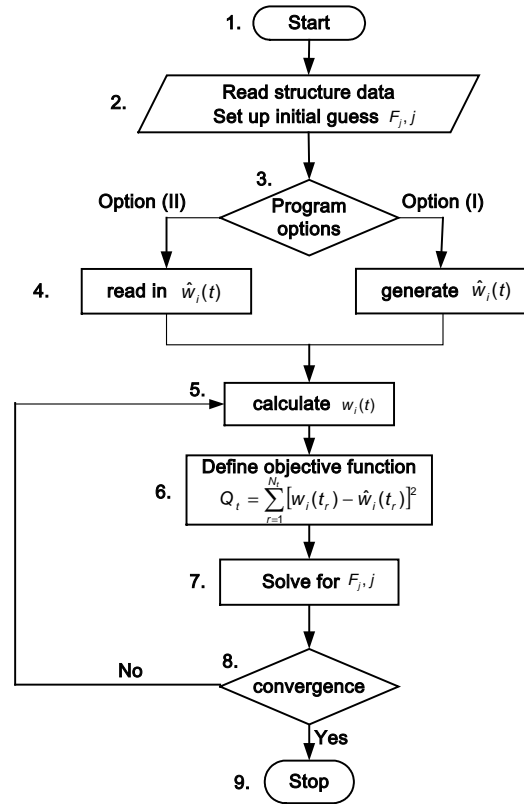 1. Start
2. Read structure data
Set up initial guess F_j, j
3. Program
options
Option (II)
Option (I)
4. read in ŵ_i(t)
generate ŵ_i(t)
5. calculate w_i(t)
Define objective function
6. Q_t = ∑_{r=1}^{N_t} [w_i(t_r) − ŵ_i(t_r)]²
7. Solve for F_j, j
8. convergence
No
Yes
9. Stop